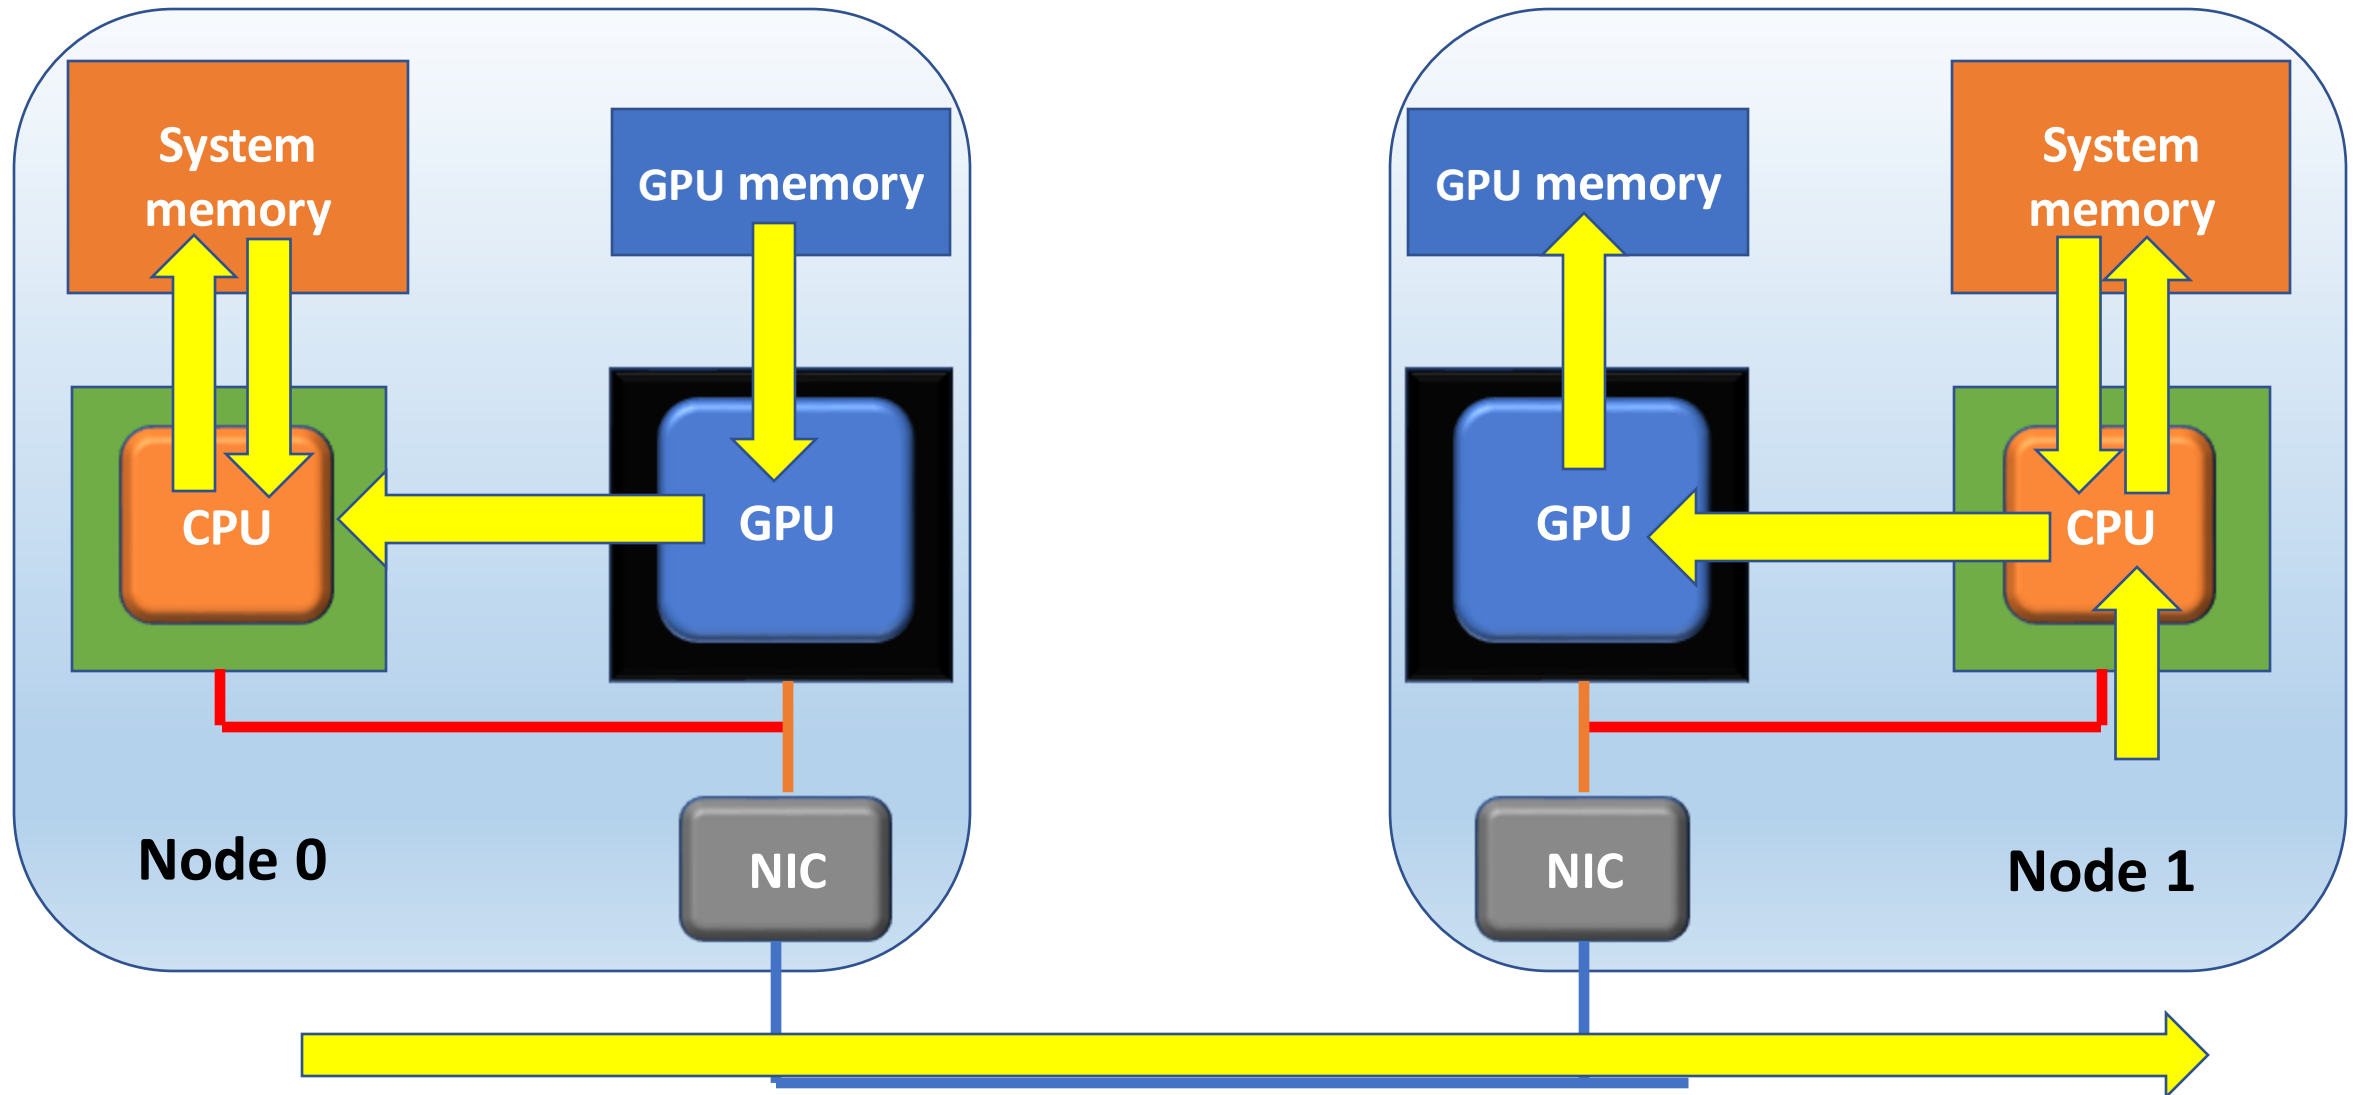 System
memory
GPU memory
CPU
GPU
NIC
Node 0
GPU memory
System
memory
GPU
CPU
NIC
Node 1